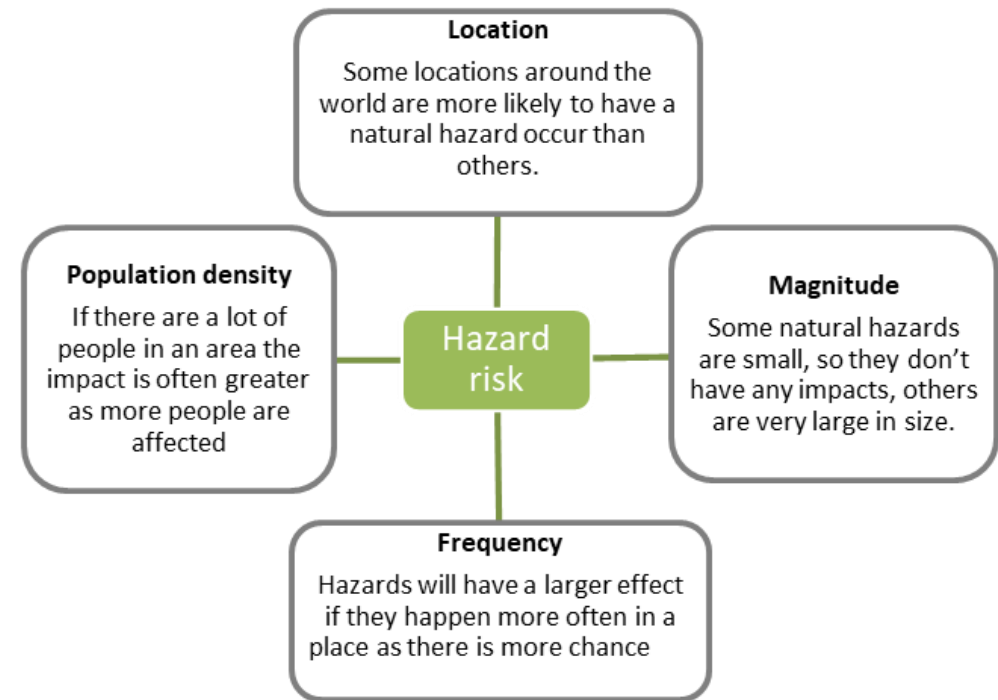 Location
Some locations around the
world are more likely to have a
natural hazard occur than
others.
Population density
If there are a lot of
people in an area the
impact is often greater
as more people are
affected
Hazard
risk
Magnitude
Some natural hazards
are small, so they don’t
have any impacts, others
are very large in size.
Frequency
Hazards will have a larger effect
if they happen more often in a
place as there is more chance